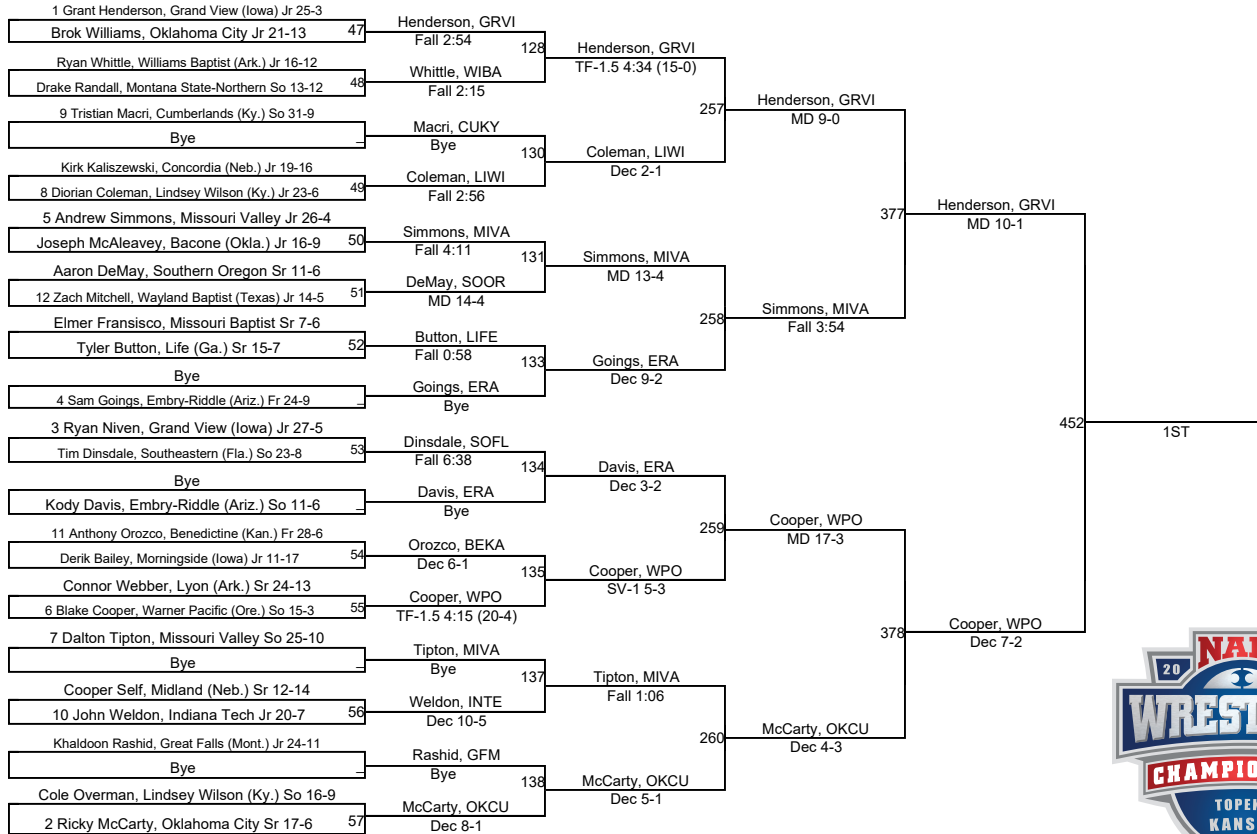 1 Grant Henderson, Grand View (Iowa) Jr 25-3
Brok Williams, Oklahoma City Jr 21-13
47
Ryan Whittle, Williams Baptist (Ark.) Jr 16-12
Drake Randall, Montana State-Northern So 13-12
48
9 Tristian Macri, Cumberlands (Ky.) So 31-9
Bye
_
Kirk Kaliszewski, Concordia (Neb.) Jr 19-16
8 Diorian Coleman, Lindsey Wilson (Ky.) Jr 23-6
49
5 Andrew Simmons, Missouri Valley Jr 26-4
Joseph McAleavey, Bacone (Okla.) Jr 16-9
50
Aaron DeMay, Southern Oregon Sr 11-6
12 Zach Mitchell, Wayland Baptist (Texas) Jr 14-5
51
Elmer Fransisco, Missouri Baptist Sr 7-6
Tyler Button, Life (Ga.) Sr 15-7
52
Bye
4 Sam Goings, Embry-Riddle (Ariz.) Fr 24-9
_
3 Ryan Niven, Grand View (Iowa) Jr 27-5
Tim Dinsdale, Southeastern (Fla.) So 23-8
53
Bye
Kody Davis, Embry-Riddle (Ariz.) So 11-6
_
11 Anthony Orozco, Benedictine (Kan.) Fr 28-6
Derik Bailey, Morningside (Iowa) Jr 11-17
54
Connor Webber, Lyon (Ark.) Sr 24-13
6 Blake Cooper, Warner Pacific (Ore.) So 15-3
55
7 Dalton Tipton, Missouri Valley So 25-10
Bye
_
Cooper Self, Midland (Neb.) Sr 12-14
10 John Weldon, Indiana Tech Jr 20-7
56
Khaldoon Rashid, Great Falls (Mont.) Jr 24-11
Bye
_
Cole Overman, Lindsey Wilson (Ky.) So 16-9
2 Ricky McCarty, Oklahoma City Sr 17-6
57
Henderson, GRVI
Fall 2:54
128
Whittle, WIBA
Fall 2:15
Macri, CUKY
Bye
130
Coleman, LIWI
Fall 2:56
Simmons, MIVA
Fall 4:11
131
DeMay, SOOR
MD 14-4
Button, LIFE
Fall 0:58
133
Goings, ERA
Bye
Dinsdale, SOFL
Fall 6:38
134
Davis, ERA
Bye
Orozco, BEKA
Dec 6-1
135
Cooper, WPO
TF-1.5 4:15 (20-4)
Tipton, MIVA
Bye
137
Weldon, INTE
Dec 10-5
Rashid, GFM
Bye
138
McCarty, OKCU
Dec 8-1
Henderson, GRVI
TF-1.5 4:34 (15-0)
257
Coleman, LIWI
Dec 2-1
Simmons, MIVA
MD 13-4
258
Goings, ERA
Dec 9-2
Davis, ERA
Dec 3-2
259
Cooper, WPO
SV-1 5-3
Tipton, MIVA
Fall 1:06
260
McCarty, OKCU
Dec 5-1
Henderson, GRVI
MD 9-0
377
Simmons, MIVA
Fall 3:54
Cooper, WPO
MD 17-3
378
McCarty, OKCU
Dec 4-3
Henderson, GRVI
MD 10-1
452
Cooper, WPO
Dec 7-2
1ST
20